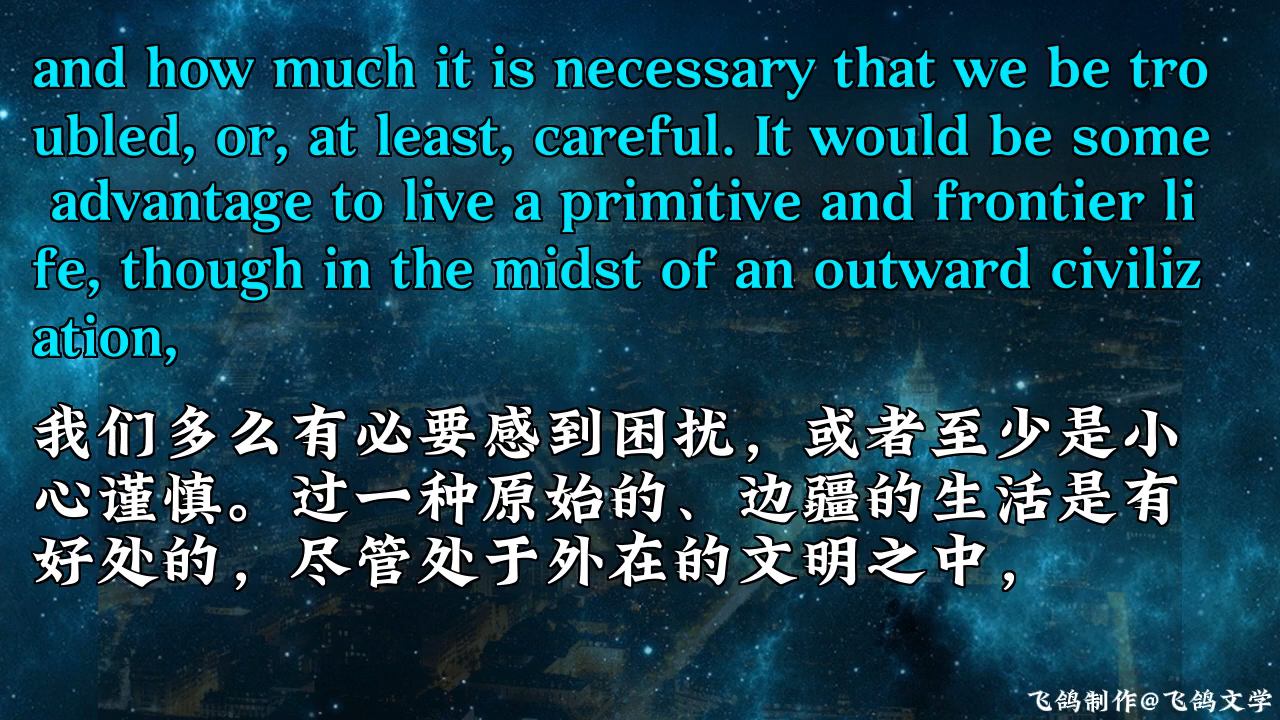 and how much it is necessary that we be tro
ubled, or, at least, careful. It would be some
advantage to live a primitive and frontier li
fe, though in the midst of an outward civiliz
ation,
我们多么有必要感到困扰，或者至少是小
心谨慎。过一种原始的、边疆的生活是有
好处的，尽管处于外在的文明之中，
飞鸽制作@飞鸽文学